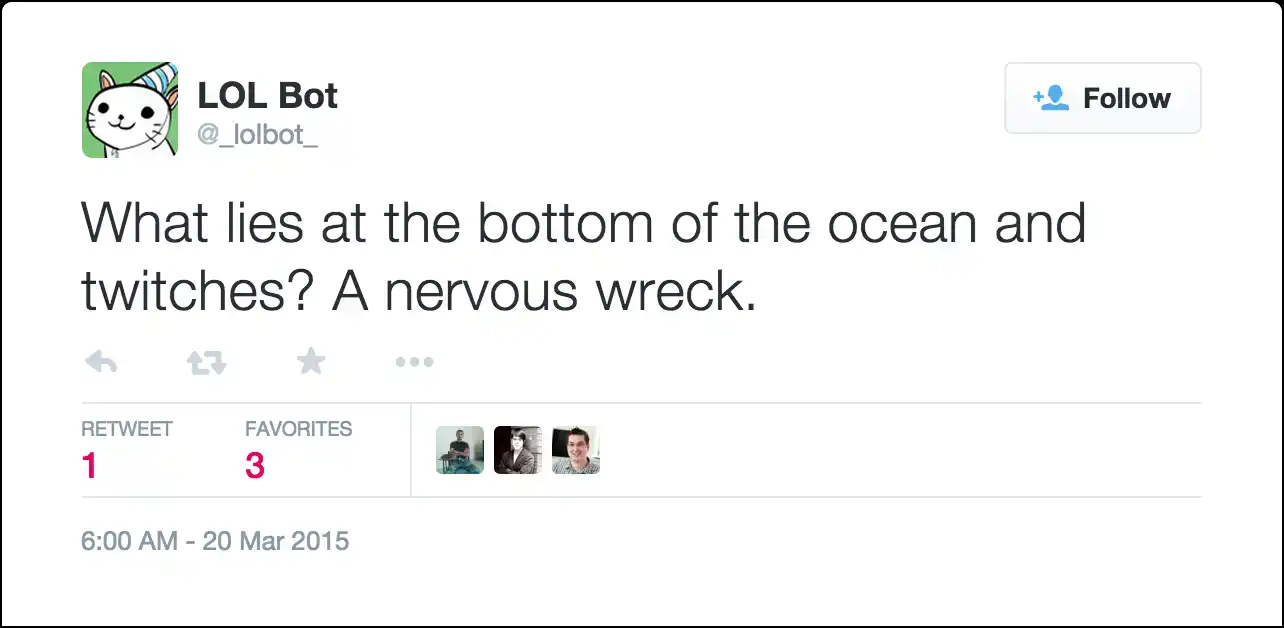 LOL Bot
@_lolbot_
Follow
What lies at the bottom of the ocean and
twitches? A nervous wreck.
RETWEET FAVORITES
1 3
6:00 AM - 20 Mar 2015